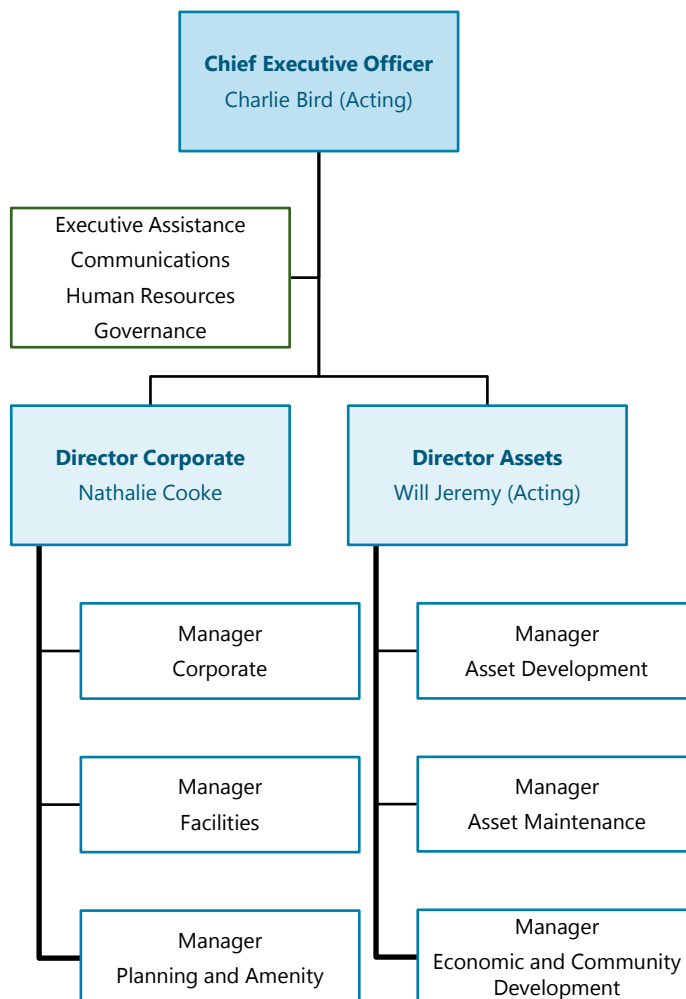 Chief Executive Officer
Charlie Bird (Acting)
Executive Assistance
Communications
Human Resources
Governance
Director Corporate
Nathalie Cooke
Director Assets
Will Jeremy (Acting)
Manager
Corporate
Manager
Asset Development
Manager
Facilities
Manager
Asset Maintenance
Manager
Planning and Amenity
Manager
Economic and Community
Development